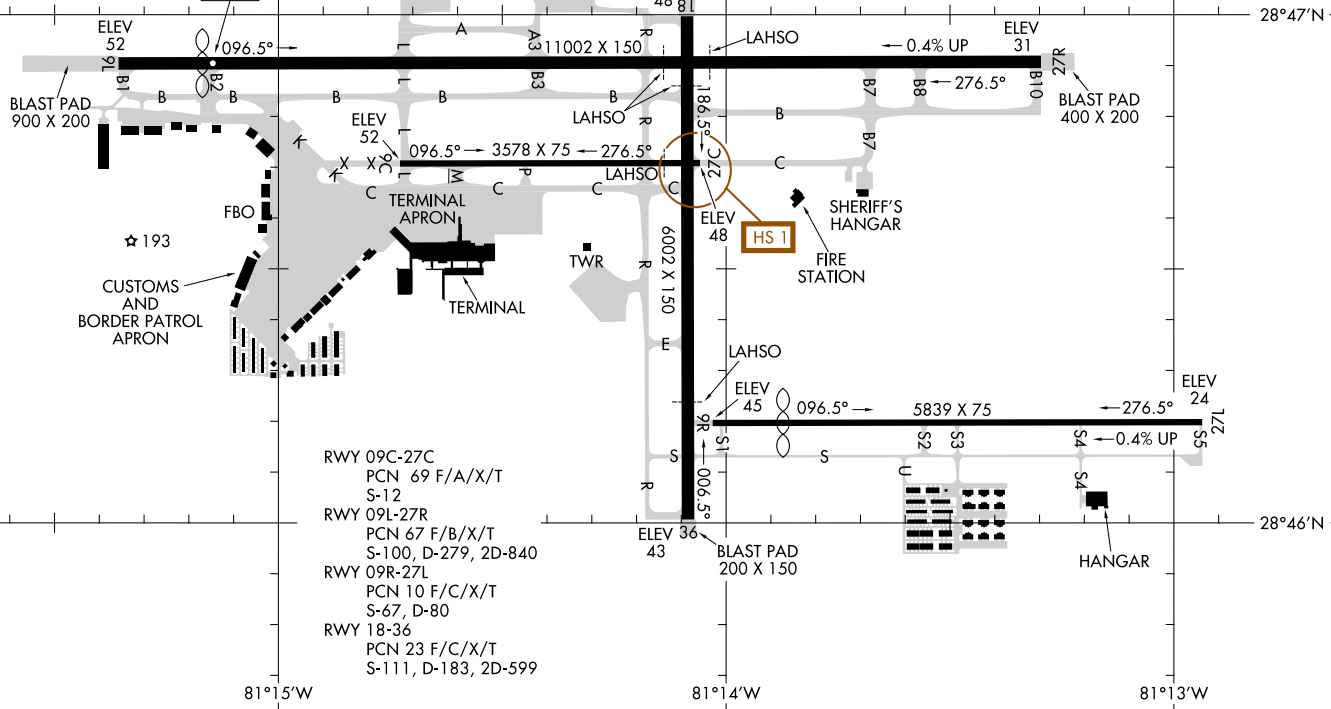 48
18
28°47'N
ELEV
52
9L
096.5°
L
A
A3
R
11002 X 150
LAHSO
0.4% UP
ELEV
31
27R
276.5°
B1
B2
L
B3
B7
B8
B10
BLAST PAD
900 X 200
BLAST PAD
400 X 200
B
B
B
B
B
B
LAHSO
186.5°
R
ELEV
52
L
K
X
X
9C
096.5°
3578 X 75
276.5°
27C
C
B7
K
C
L
M
P
C
C
C
LAHSO
TERMINAL
APRON
FBO
193
ELEV
48
HS 1
SHERIFF'S
HANGAR
FIRE
STATION
TWR
R
6002 X 150
CUSTOMS
AND
BORDER PATROL
APRON
TERMINAL
E
LAHSO
ELEV
45
9R
096.5°
5839 X 75
276.5°
ELEV
24
27L
0.4% UP
S1
S2
S3
S4
S5
S
S
U
S4
R
006.5°
ELEV
43
36
BLAST PAD
200 X 150
HANGAR
28°46'N
RWY 09C-27C
PCN 69 F/A/X/T
S-12
RWY 09L-27R
PCN 67 F/B/X/T
S-100, D-279, 2D-840
RWY 09R-27L
PCN 10 F/C/X/T
S-67, D-80
RWY 18-36
PCN 23 F/C/X/T
S-111, D-183, 2D-599
81°15'W
81°14'W
81°13'W